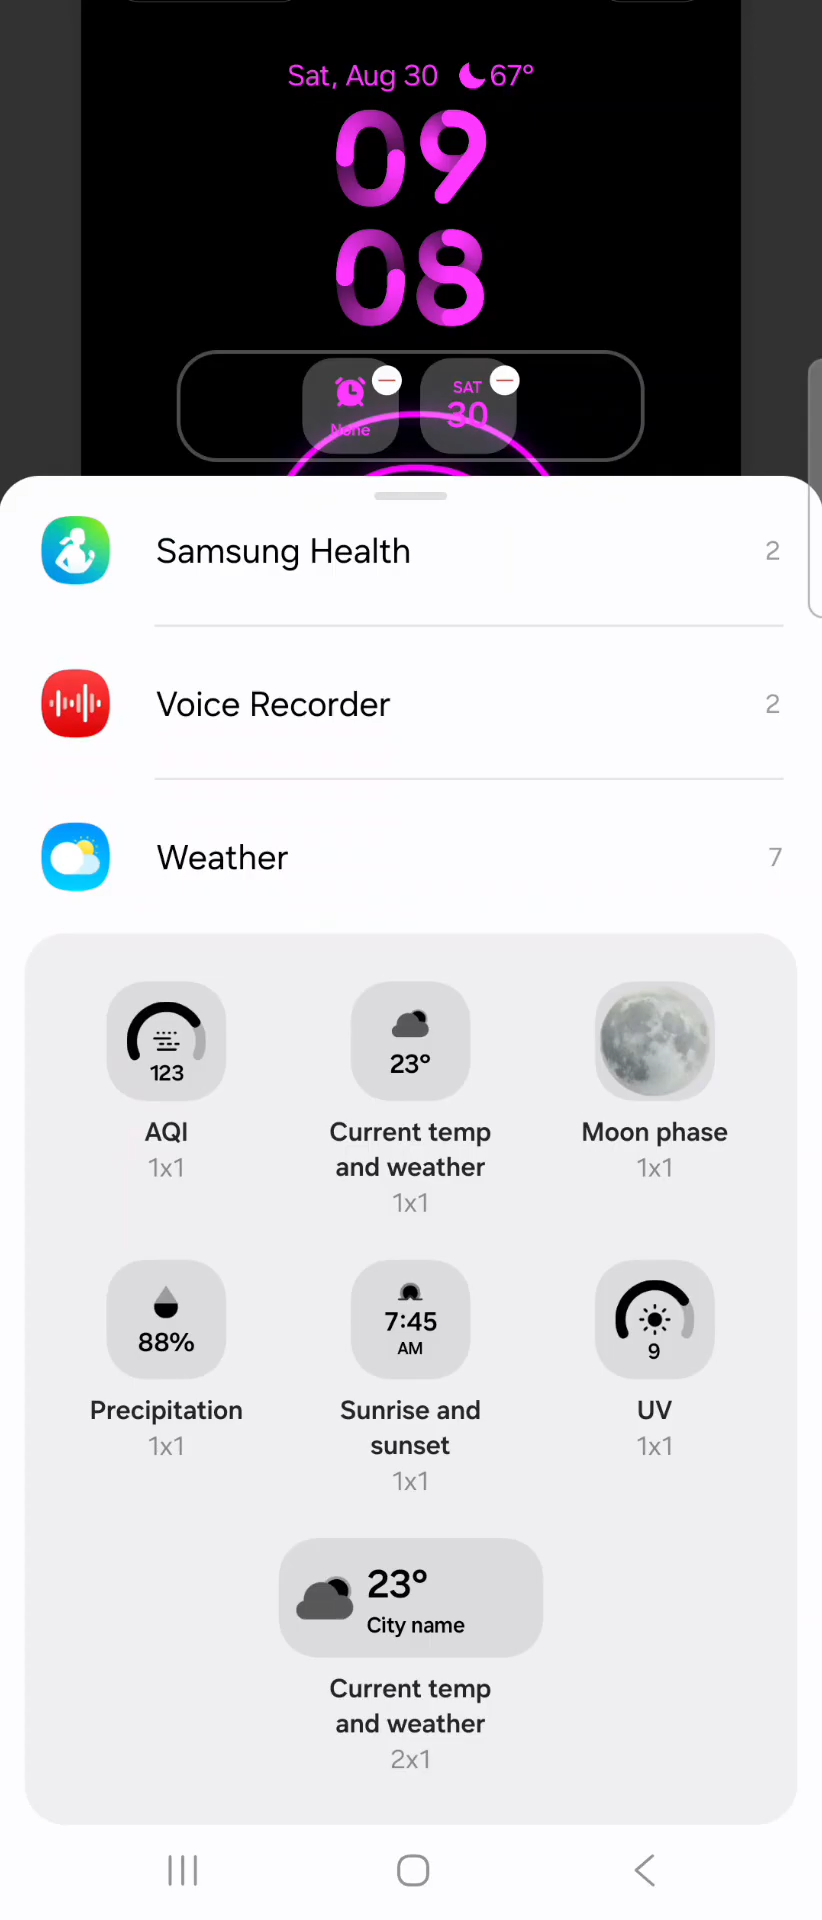 Sat, Aug 30 67°
09
08
None
SAT
30
Samsung Health 2
Voice Recorder 2
Weather 7
123
23°
AQI
Current temp
and weather
Moon phase
1x1
1x1
1x1
88%
7:45
AM
9
Precipitation
Sunrise and
sunset
UV
1x1
1x1
1x1
23°
City name
Current temp
and weather
2x1